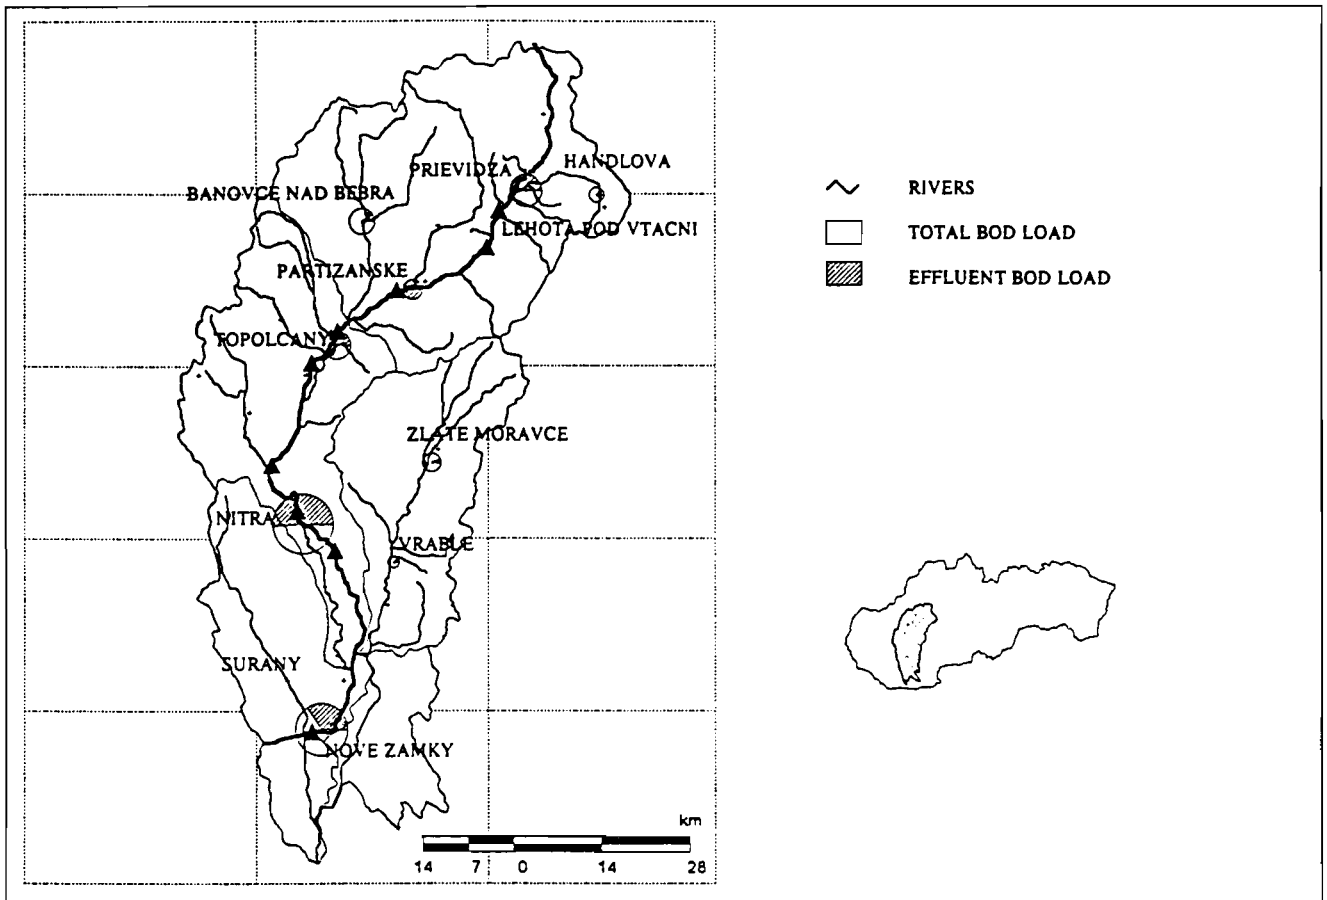 PRIEVIDZA
HANDLOVA
BANOVCE NAD BEBRA
LEHOTA POD VTACNI
PARTIZANSKE
TOPOLCANY
ZLATE MORAVCE
NITRA
VRABLE
SURANY
NOVE ZAMKY
km
14 7 0 14 28
RIVERS
TOTAL BOD LOAD
EFFLUENT BOD LOAD